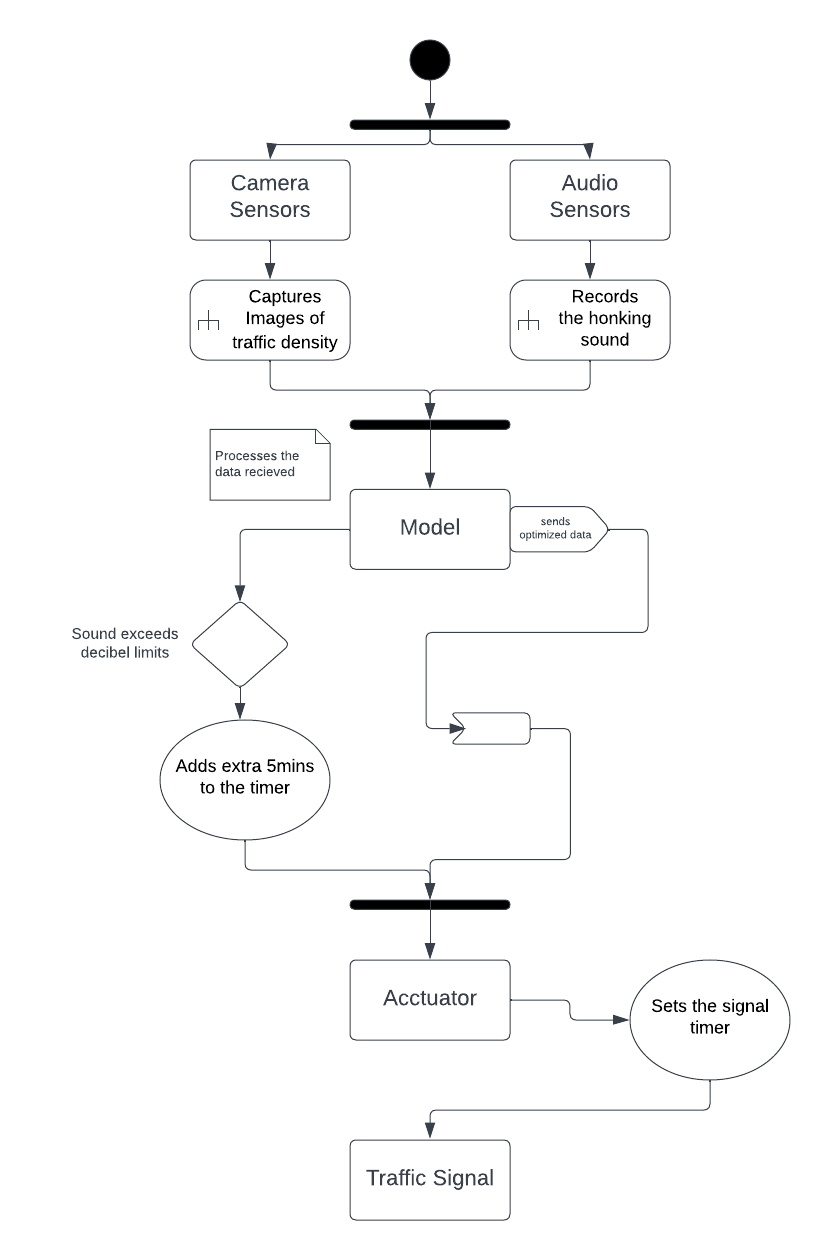 Camera
Sensors
Audio
Sensors
Captures
Images of
traffic density
Records
the honking
sound
Processes the
data recieved
Model
sends
optimized data
Sound exceeds
decibel limits
Adds extra 5mins
to the timer
Acctuator
Sets the signal
timer
Traffic Signal